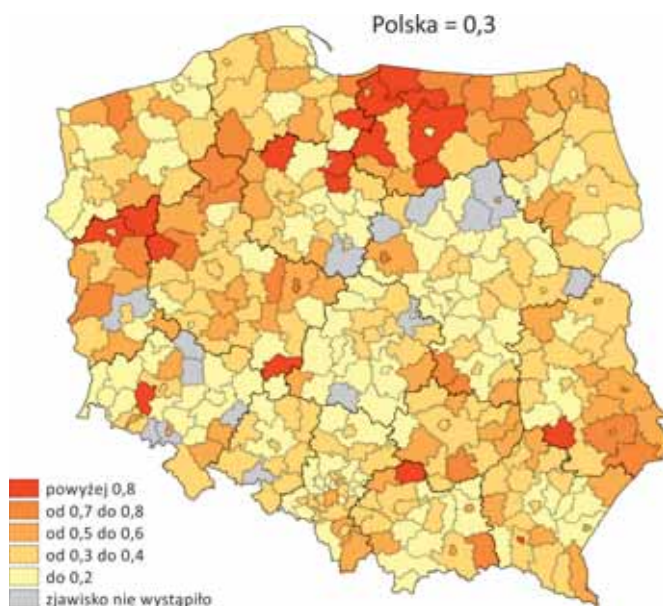 Polska = 0,3
powyżej 0,8
od 0,7 do 0,8
od 0,5 do 0,6
od 0,3 do 0,4
do 0,2
zjawisko nie wystąpiło